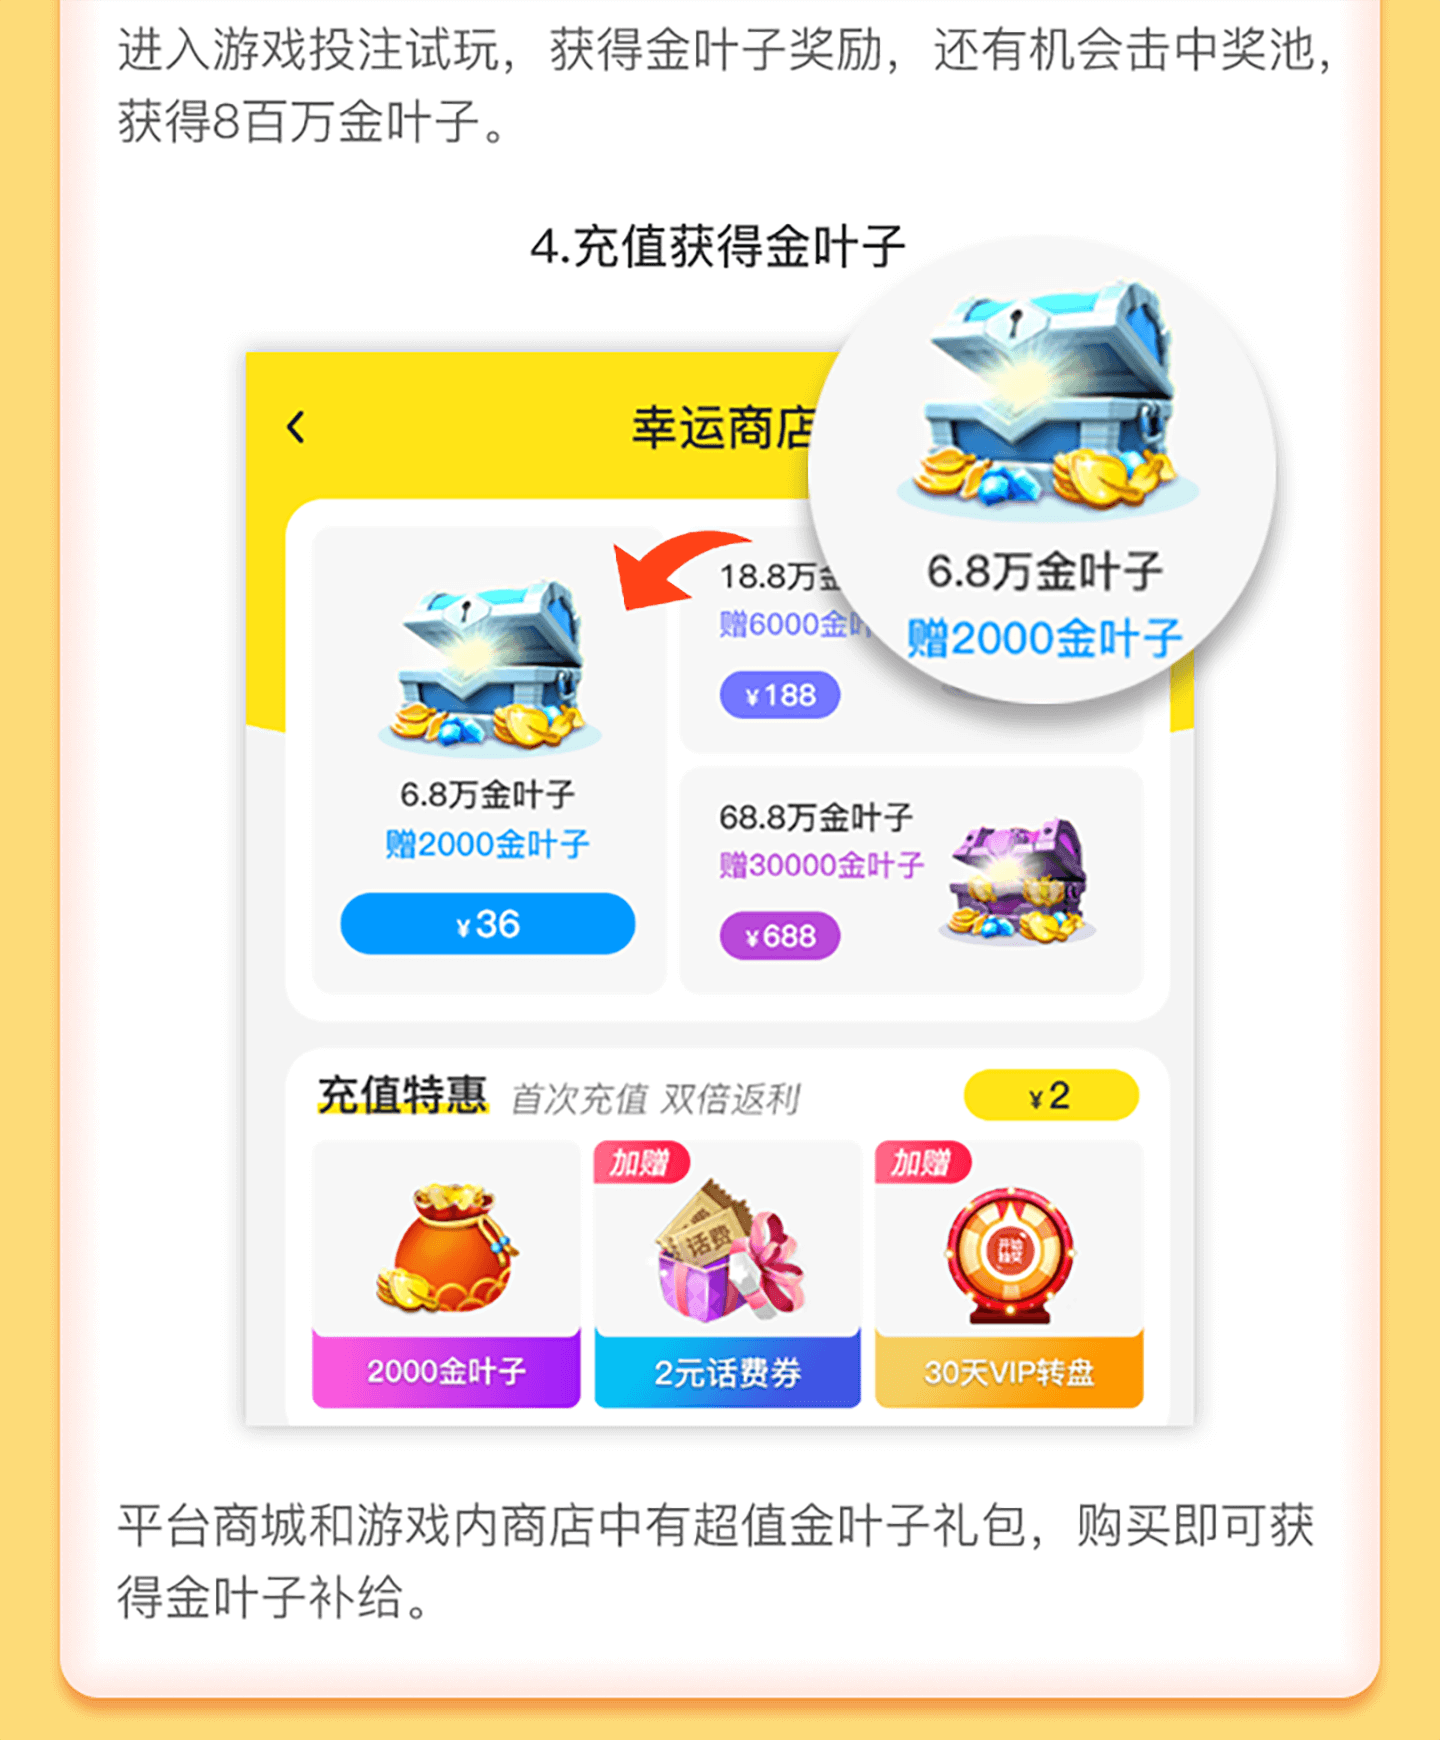 进入游戏投注试玩，获得金叶子奖励，还有机会击中奖池，
获得8百万金叶子。
4.充值获得金叶子
幸运商店
6.8万金叶子
赠2000金叶子
18.8万金
赠6000金叶
¥188
6.8万金叶子
赠2000金叶子
¥36
68.8万金叶子
赠30000金叶子
¥688
充值特惠 首次充值 双倍返利
¥2
加赠
加赠
话费
开始
抽奖
2000金叶子
2元话费券
30天VIP转盘
平台商城和游戏内商店中有超值金叶子礼包，购买即可获
得金叶子补给。